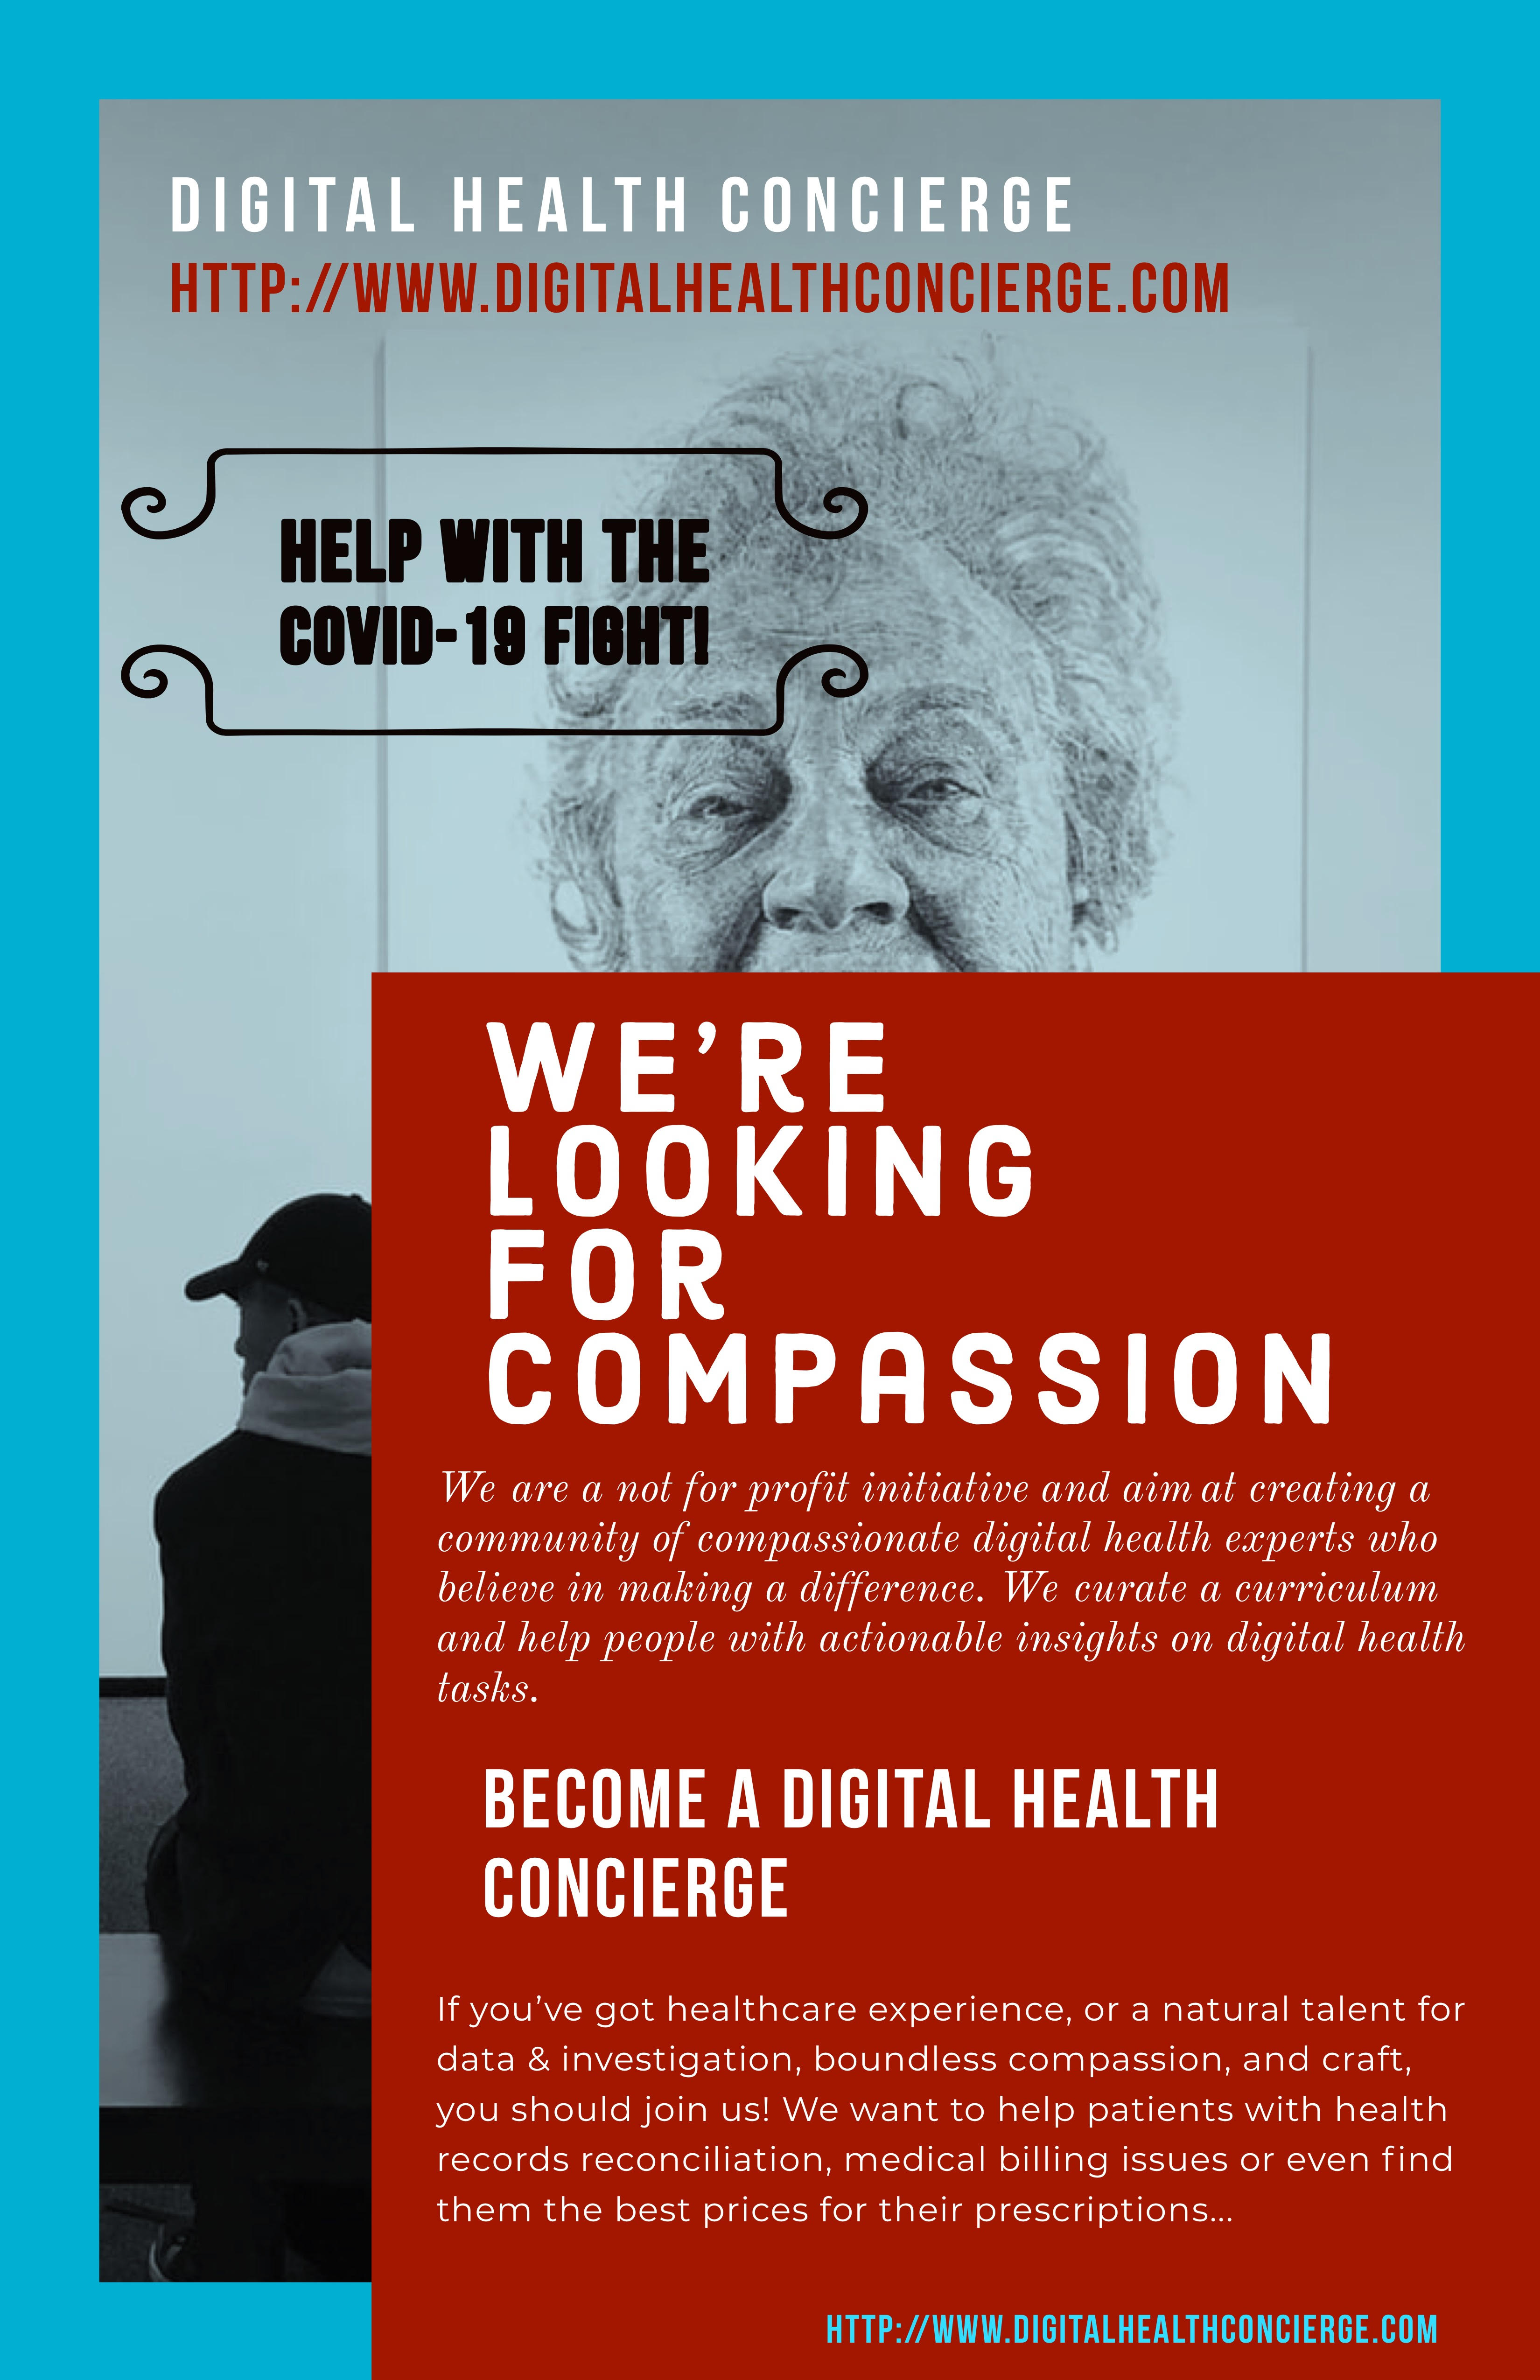 DIGITAL HEALTH CONCIERGE
HTTP://WWW.DIGITALHEALTHCONCIERGE.COM
HELP WITH THE
COVID-19 FIGHT!
WE'RE
LOOKING
FOR
COMPASSION
We are a not for profit initiative and aim at creating a
community of compassionate digital health experts who
believe in making a difference. We curate a curriculum
and help people with actionable insights on digital health
tasks.
BECOME A DIGITAL HEALTH
CONCIERGE
If you've got healthcare experience, or a natural talent for
data & investigation, boundless compassion, and craft,
you should join us! We want to help patients with health
records reconciliation, medical billing issues or even find
them the best prices for their prescriptions...
HTTP://WWW.DIGITALHEALTHCONCIERGE.COM